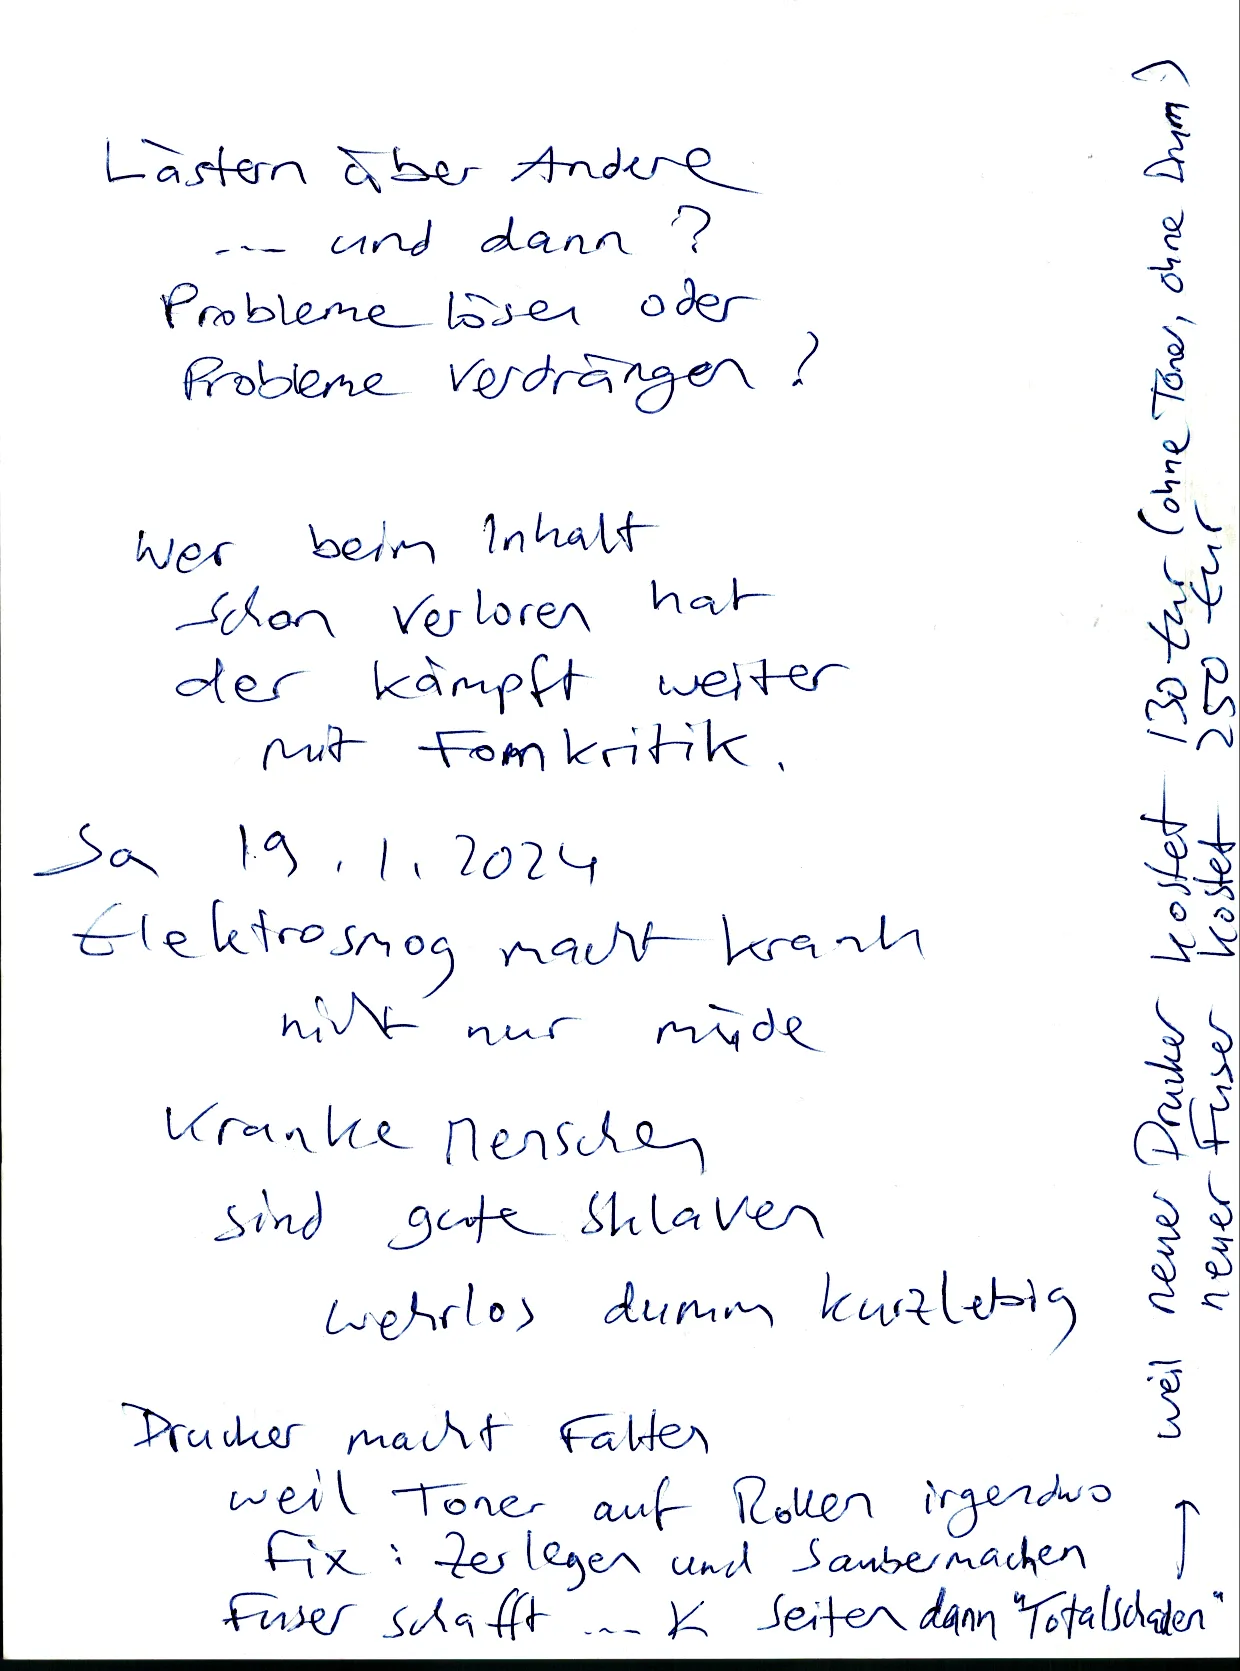 Lästern über Andere
... und dann?
Probleme lösen oder
Probleme verdrängen?
Wer beim Inhalt
schon verloren hat
der kämpft weiter
mit Fomkritik.
Sa 19.1.2024
Elektrosmog macht krank
nicht nur müde
Kranke Menschen
sind gute Sklaven
wehrlos dumm kurzlebig
Drucker macht Falten
weil Toner auf Rollen irgendwo
Fix: Zerlegen und Saubermachen
Fuser schafft ... K Seiten dann "Totalschaden"
↑
weil neuer Drucker kostet 130 Eur (ohne Toner, ohne Drum)
neuer Fuser kostet 250 Eur